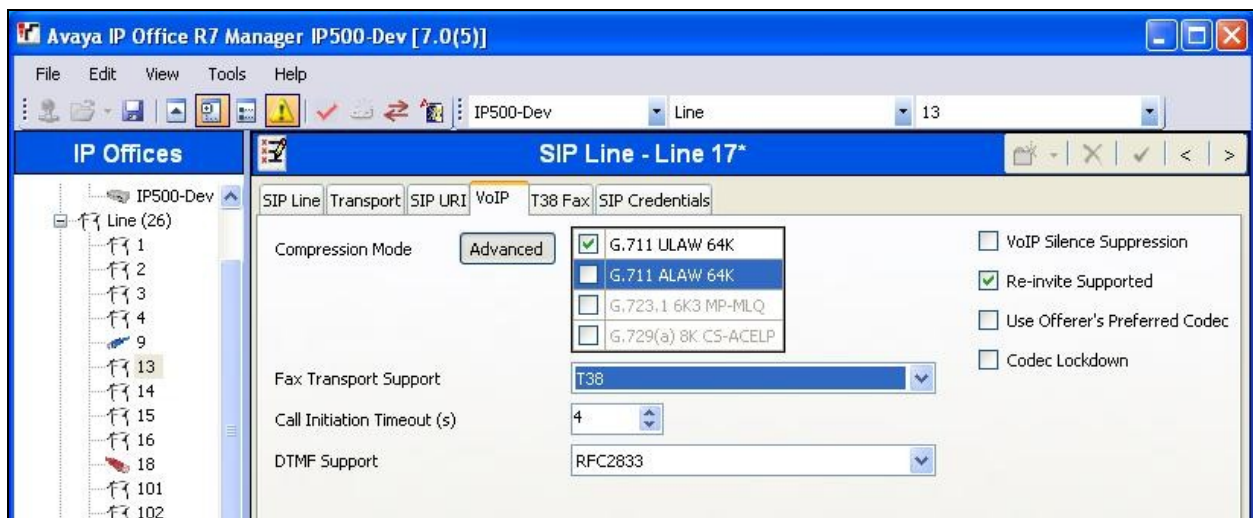 Avaya IP Office R7 Manager IP500-Dev [7.0(5)]
File Edit View Tools Help
IP500-Dev Line 13
IP Offices
IP500-Dev
Line (26)
1
2
3
4
9
13
14
15
16
18
101
102
SIP Line - Line 17*
SIP Line Transport SIP URI VoIP T38 Fax SIP Credentials
Compression Mode Advanced
G.711 ULAW 64K
G.711 ALAW 64K
G.723.1 6K3 MP-MLQ
G.729(a) 8K CS-ACELP
VoIP Silence Suppression
Re-invite Supported
Use Offerer's Preferred Codec
Codec Lockdown
Fax Transport Support T38
Call Initiation Timeout (s) 4
DTMF Support RFC2833